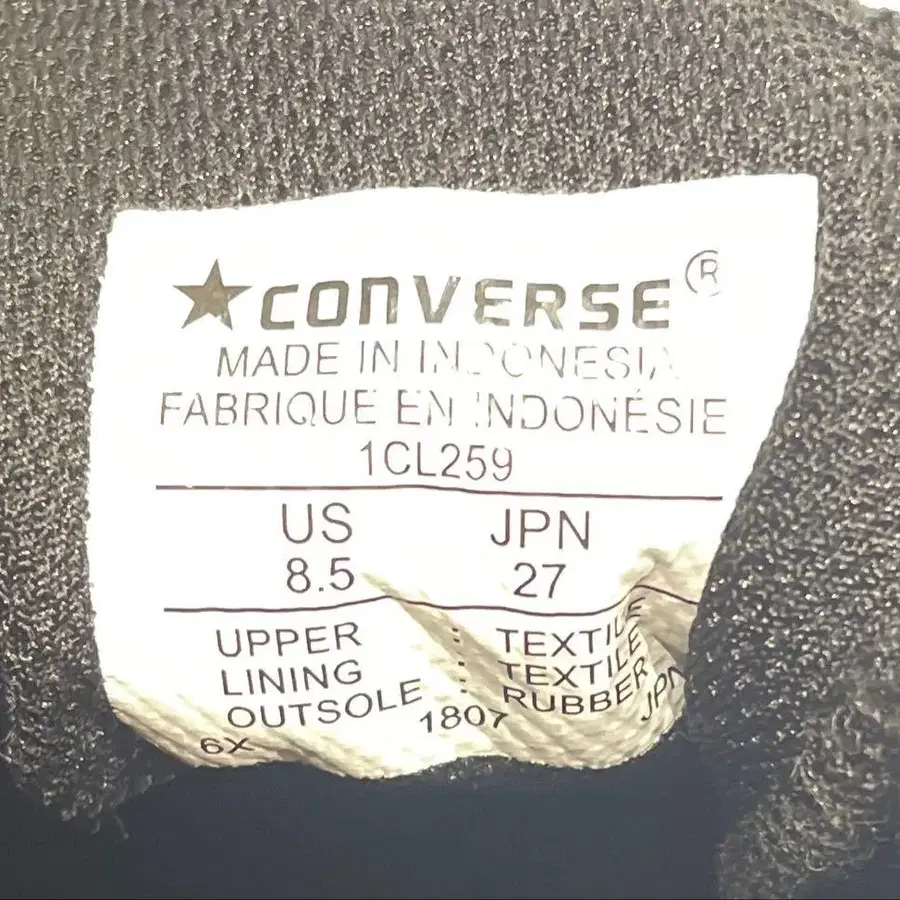 ★CONVERSE®
MADE IN INDONESIA
FABRIQUE EN INDONÉSIE
1CL259
US JPN
8.5 27
UPPER : TEXTILE
LINING : TEXTILE
OUTSOLE : RUBBER
6X 1807 JPN